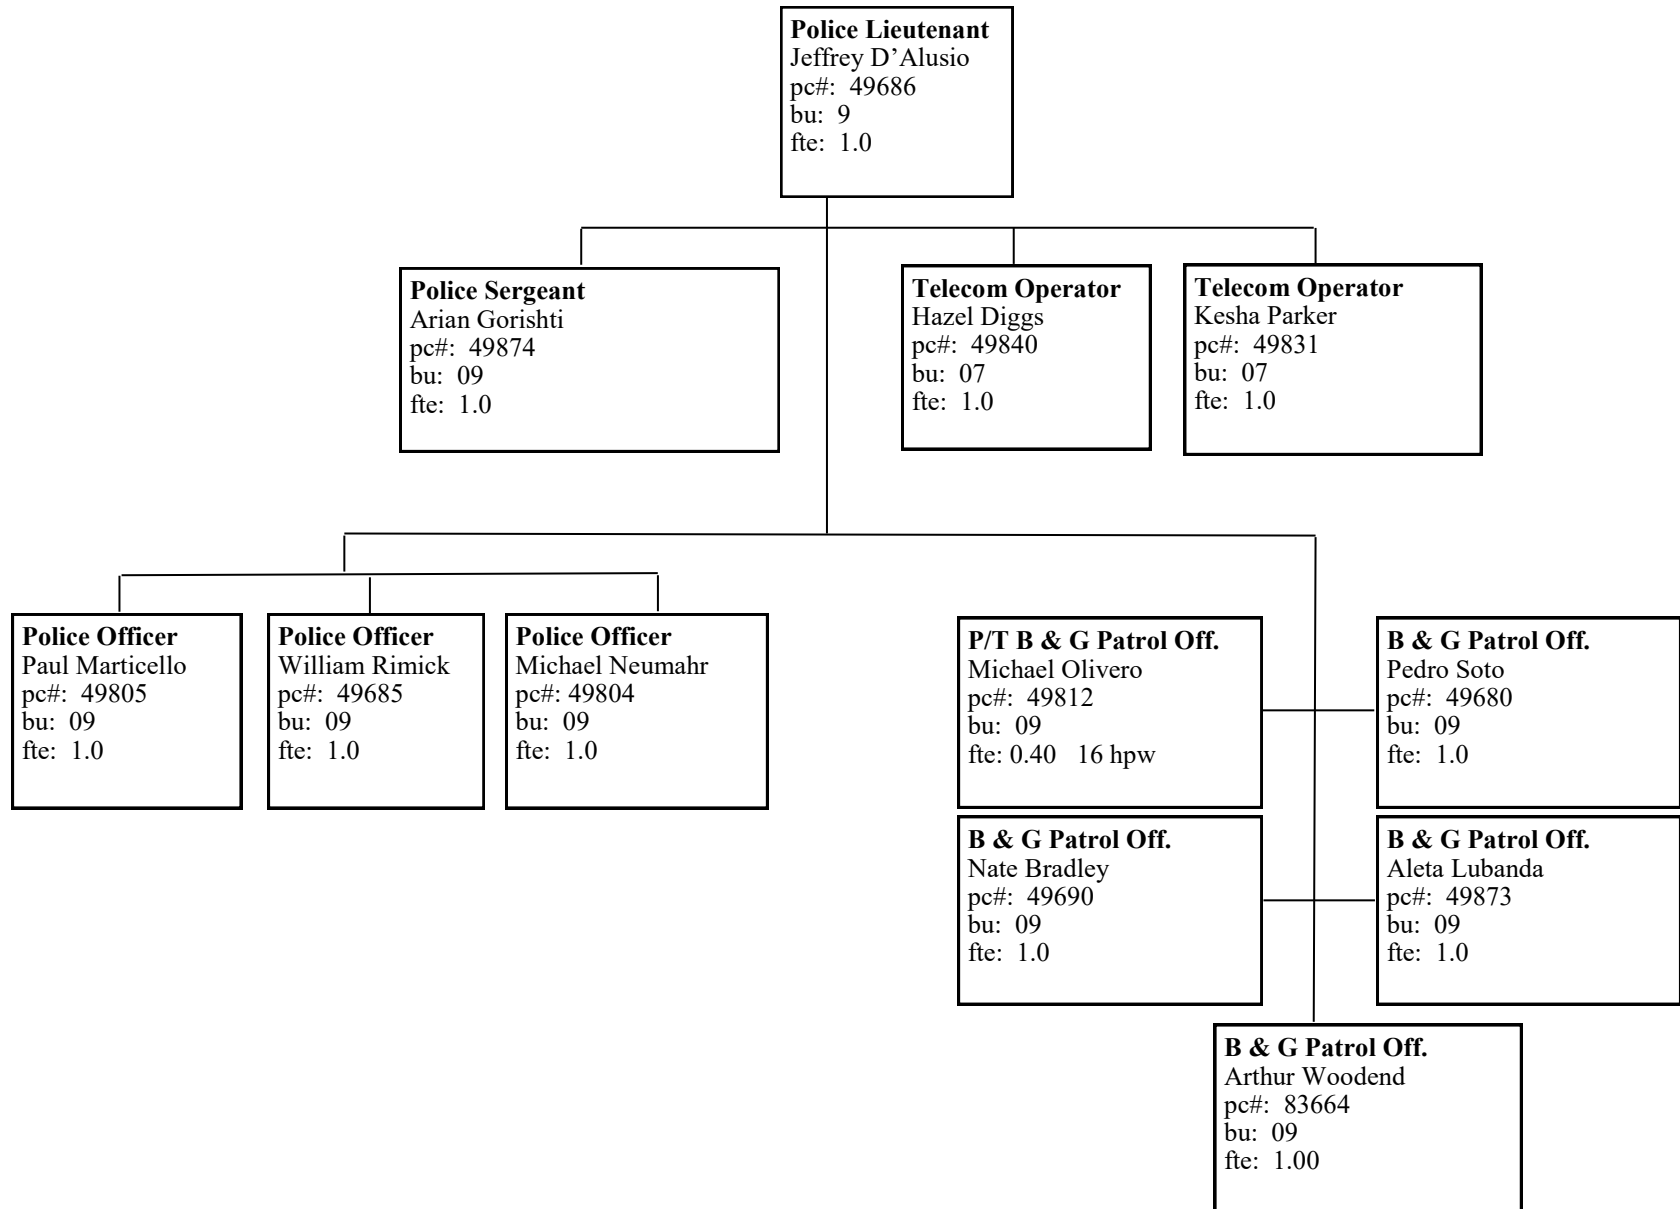 Police Lieutenant
Jeffrey D’Alusio
pc#: 49686
bu: 9
fte: 1.0
Police Sergeant
Arian Gorishti
pc#: 49874
bu: 09
fte: 1.0
Telecom Operator
Hazel Diggs
pc#: 49840
bu: 07
fte: 1.0
Telecom Operator
Kesha Parker
pc#: 49831
bu: 07
fte: 1.0
Police Officer
Paul Marticello
pc#: 49805
bu: 09
fte: 1.0
Police Officer
William Rimick
pc#: 49685
bu: 09
fte: 1.0
Police Officer
Michael Neumahr
pc#: 49804
bu: 09
fte: 1.0
P/T B & G Patrol Off.
Michael Olivero
pc#: 49812
bu: 09
fte: 0.40 16 hpw
B & G Patrol Off.
Pedro Soto
pc#: 49680
bu: 09
fte: 1.0
B & G Patrol Off.
Nate Bradley
pc#: 49690
bu: 09
fte: 1.0
B & G Patrol Off.
Aleta Lubanda
pc#: 49873
bu: 09
fte: 1.0
B & G Patrol Off.
Arthur Woodend
pc#: 83664
bu: 09
fte: 1.00